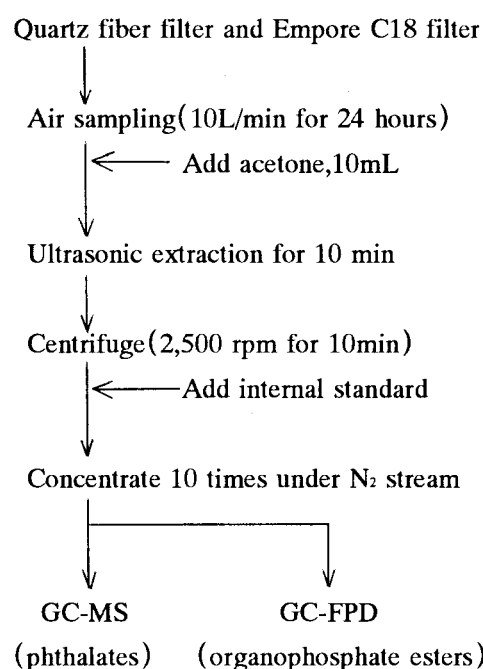 Quartz fiber filter and Empore C18 filter
Air sampling(10L/min for 24 hours)
Add acetone,10mL
Ultrasonic extraction for 10 min
Centrifuge(2,500 rpm for 10min)
Add internal standard
Concentrate 10 times under N₂ stream
GC-MS GC-FPD
(phthalates) (organophosphate esters)